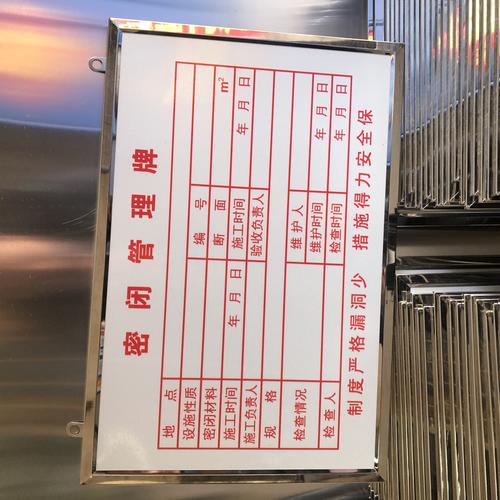 密闭管理牌
地点
设施性质 编号
密闭材料 断面 m²
施工时间 年月日 施工时间 年月日
施工负责人 验收负责人
规格
检查情况 维护人
维护时间 年月日
检查人 检查时间 年月日
制度严格漏洞少 措施得力安全保